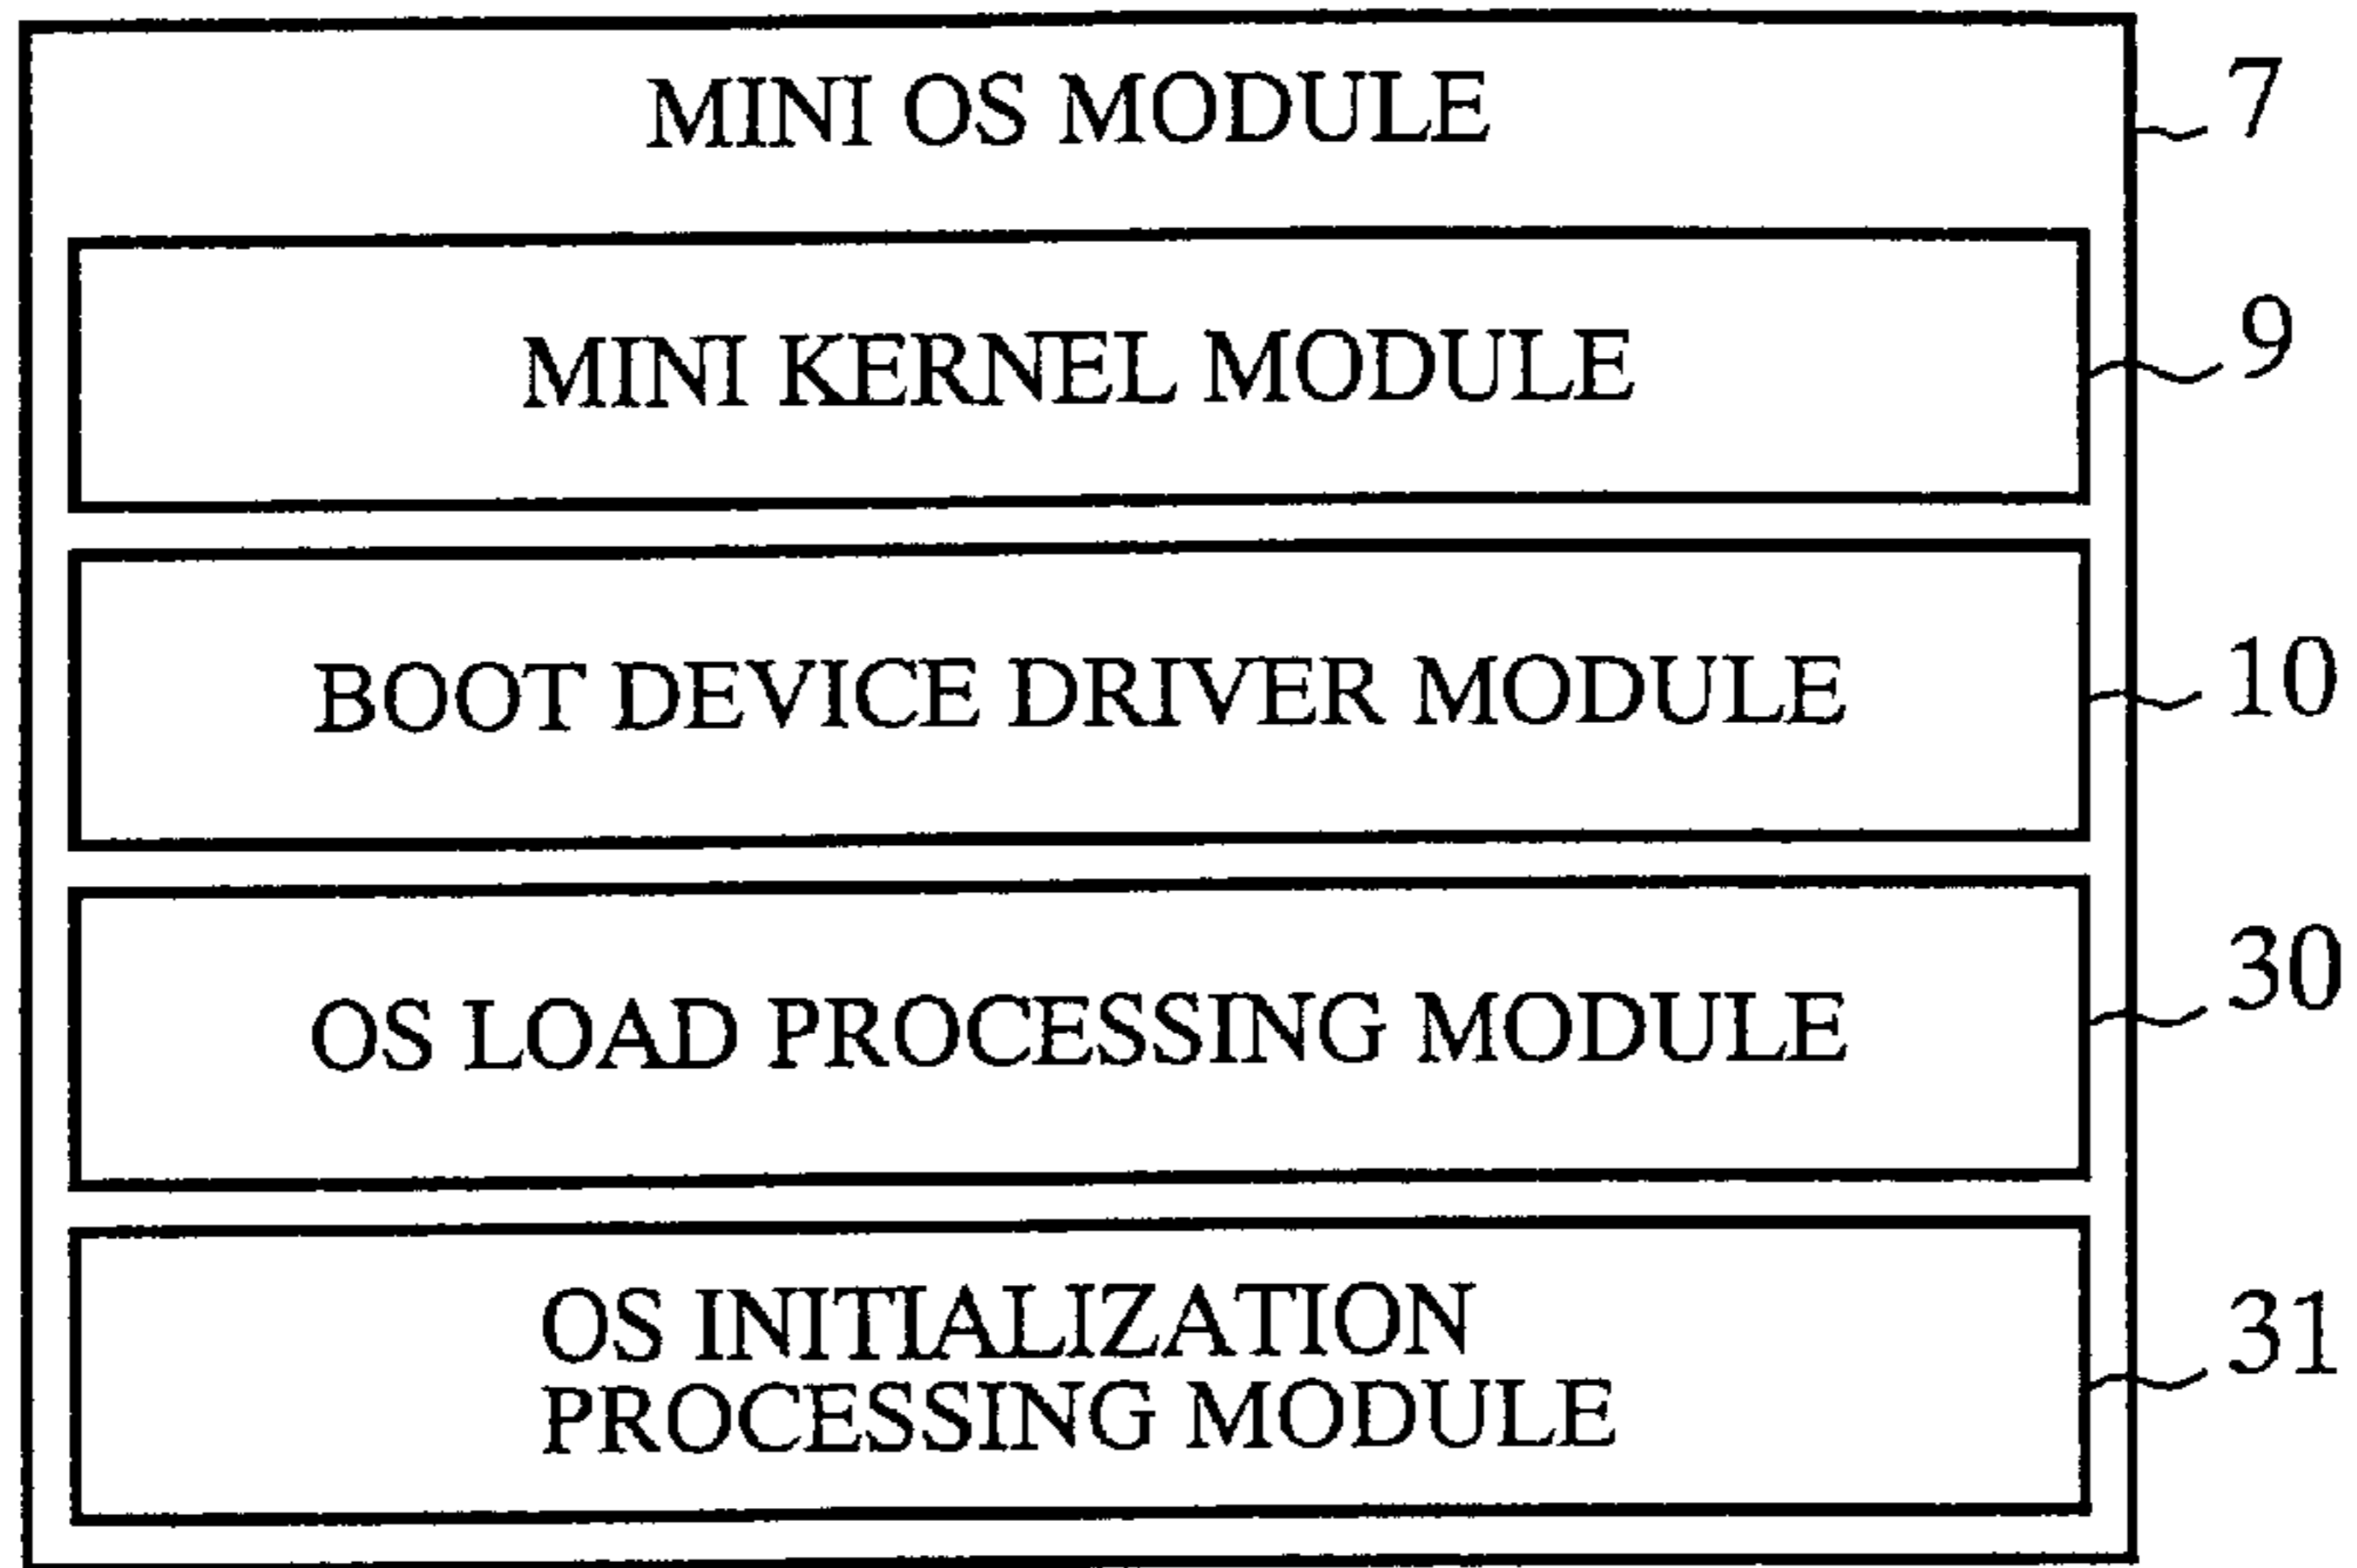 MINI OS MODULE
7
MINI KERNEL MODULE
9
BOOT DEVICE DRIVER MODULE
10
OS LOAD PROCESSING MODULE
30
OS INITIALIZATION
PROCESSING MODULE
31